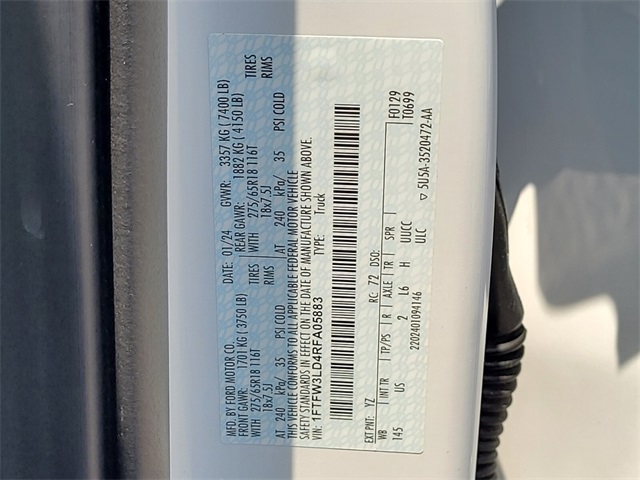 MFD. BY FORD MOTOR CO.
DATE: 01/24 GVWR: 3357 KG ( 7400 LB)
FRONT GAWR: 1701 KG ( 3750 LB) REAR GAWR: 1882 KG ( 4150 LB)
WITH 275/65R18 116T TIRES WITH 275/65R18 116T TIRES
18x7.5J RIMS 18x7.5J RIMS
AT 240 kPa/ 35 PSI COLD AT 240 kPa/ 35 PSI COLD
THIS VEHICLE CONFORMS TO ALL APPLICABLE FEDERAL MOTOR VEHICLE
SAFETY STANDARDS IN EFFECT ON THE DATE OF MANUFACTURE SHOWN ABOVE.
VIN: 1FTFW3LD4RFA05883 TYPE: Truck
F0129
T0699
EXT PNT: YZ RC: 72 DSO:
WB INT TR TP/PS R AXLE TR SPR
145 US 2 L6 H UUCC
ULC
2202401094146 5U5A-3520472-AA